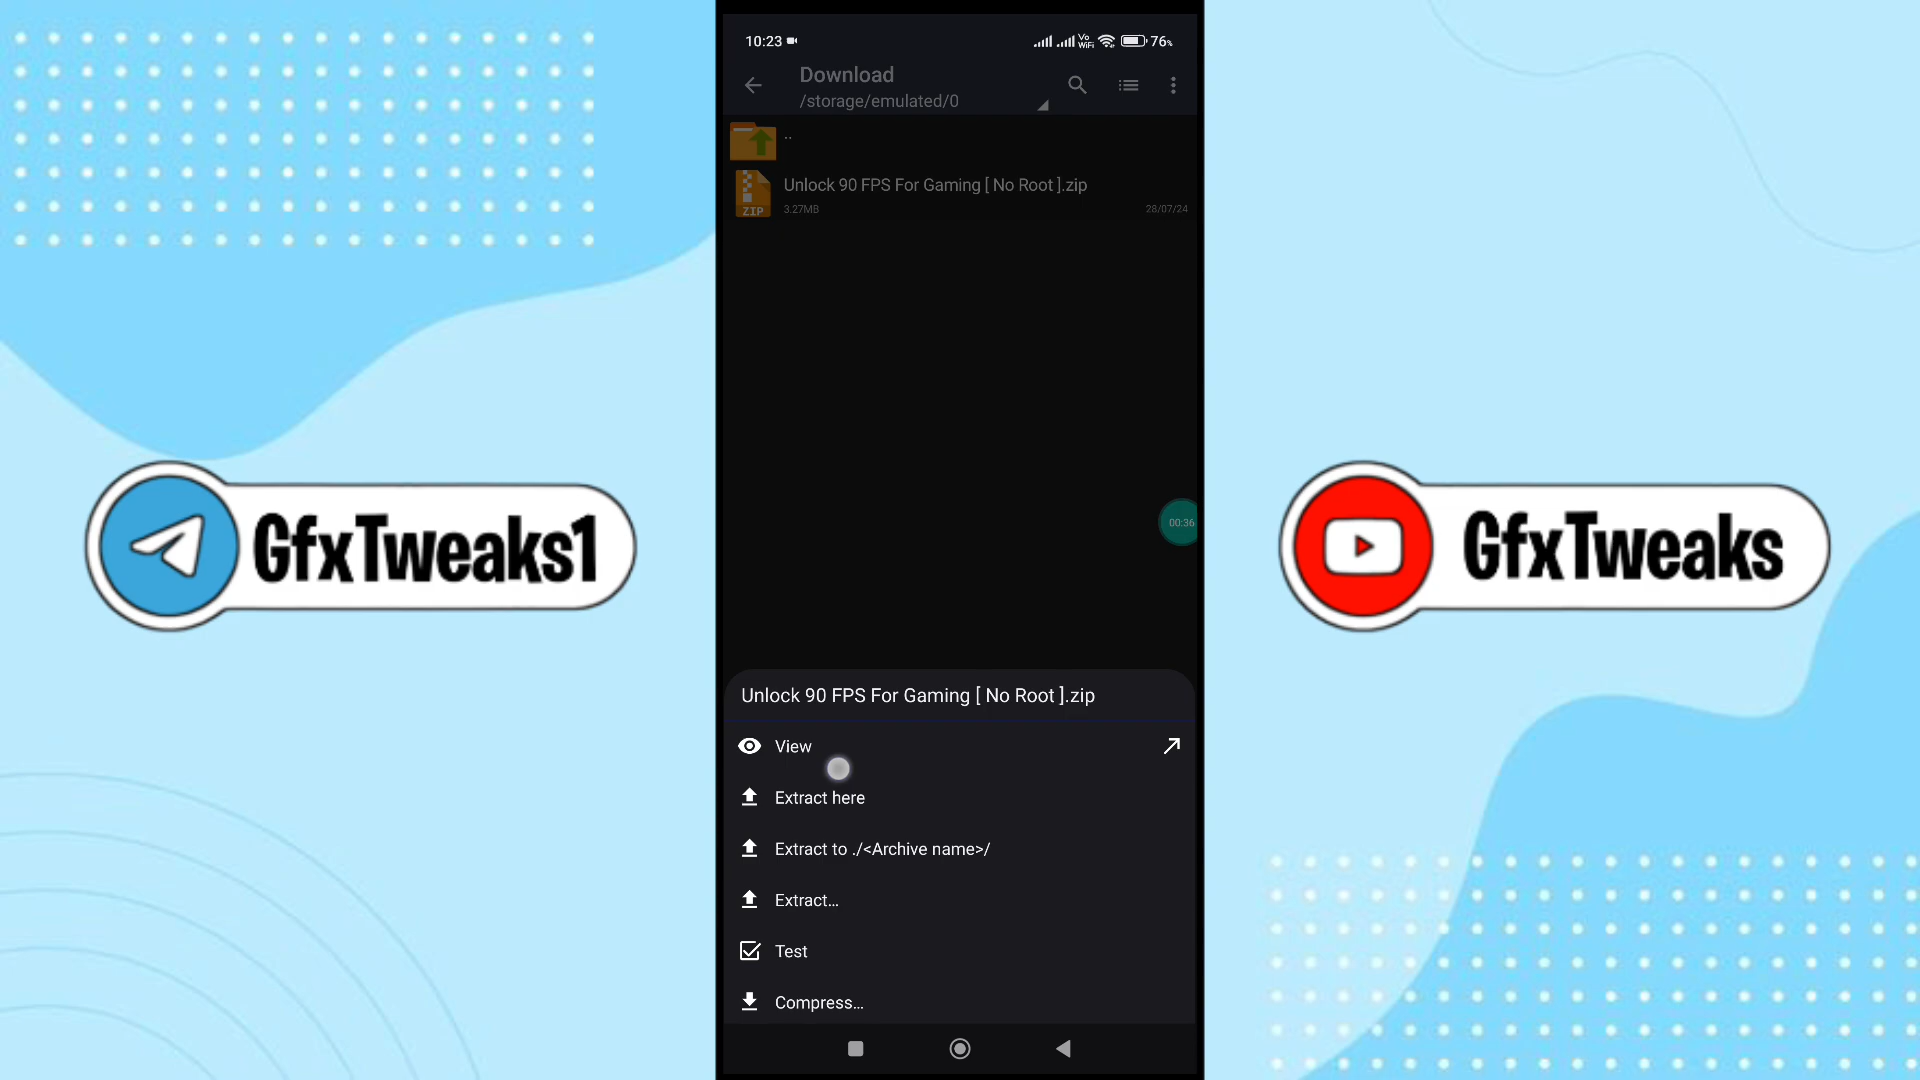 10:23
Vo
WiFi
76%
Download
/storage/emulated/0
..
Unlock 90 FPS For Gaming [ No Root ].zip
ZIP
3.27MB
28/07/24
00:36
GfxTweaks1
GfxTweaks
Unlock 90 FPS For Gaming [ No Root ].zip
View
Extract here
Extract to ./<Archive name>/
Extract...
Test
Compress...